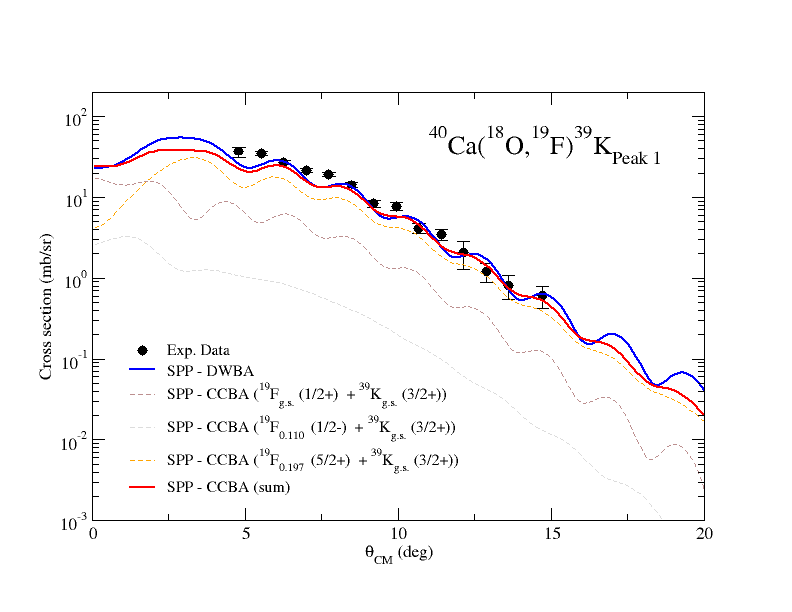 ⁴⁰Ca(¹⁸O,¹⁹F)³⁹K_Peak 1
10²
10¹
10⁰
10⁻¹
10⁻²
10⁻³
Cross section (mb/sr)
Exp. Data
SPP - DWBA
SPP - CCBA (¹⁹F_g.s. (1/2+) + ³⁹K_g.s. (3/2+))
SPP - CCBA (¹⁹F_0.110 (1/2-) + ³⁹K_g.s. (3/2+))
SPP - CCBA (¹⁹F_0.197 (5/2+) + ³⁹K_g.s. (3/2+))
SPP - CCBA (sum)
0 5 10 15 20
θ_CM (deg)